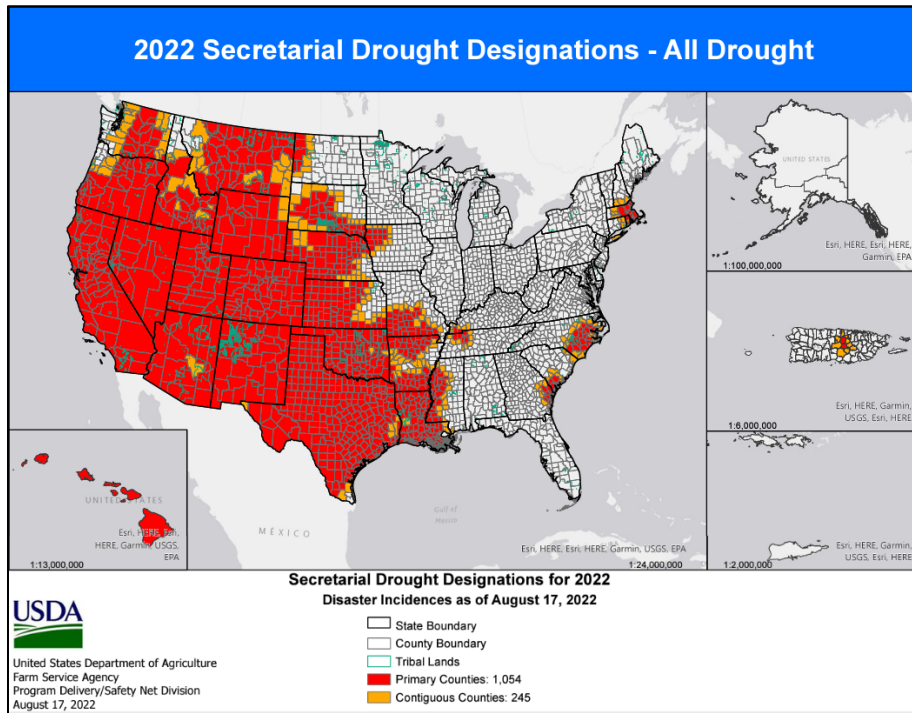 2022 Secretarial Drought Designations - All Drought
UNITED STATES
Esri, HERE, Esri, HERE,
Garmin, EPA
1:100,000,000
Esri, HERE, Garmin,
USGS, Esri, HERE
1:6,000,000
Gulf of
Mexico
MÉXICO
UNITED STATES
Esri, HERE, Esri,
HERE, Garmin, USGS,
EPA
1:13,000,000
Esri, HERE, Esri, HERE, Garmin, USGS, EPA
1:24,000,000
Esri, HERE, Garmin,
USGS, Esri, HERE
1:2,000,000
Secretarial Drought Designations for 2022
Disaster Incidences as of August 17, 2022
State Boundary
County Boundary
Tribal Lands
Primary Counties: 1,054
Contiguous Counties: 245
USDA
United States Department of Agriculture
Farm Service Agency
Program Delivery/Safety Net Division
August 17, 2022